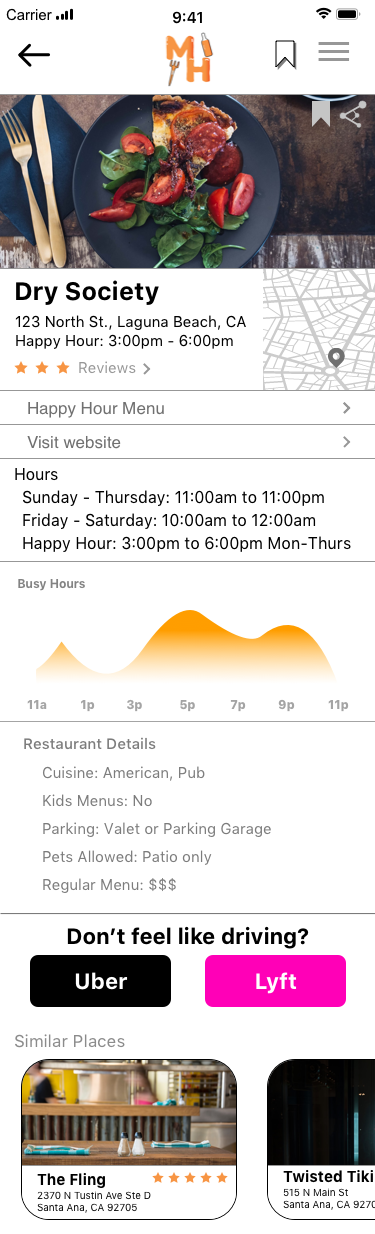 Carrier 9:41
MH
Dry Society
123 North St., Laguna Beach, CA
Happy Hour: 3:00pm - 6:00pm
Reviews
Happy Hour Menu
Visit website
Hours
Sunday - Thursday: 11:00am to 11:00pm
Friday - Saturday: 10:00am to 12:00am
Happy Hour: 3:00pm to 6:00pm Mon-Thurs
Busy Hours
11a 1p 3p 5p 7p 9p 11p
Restaurant Details
Cuisine: American, Pub
Kids Menus: No
Parking: Valet or Parking Garage
Pets Allowed: Patio only
Regular Menu: $$$
Don’t feel like driving?
Uber Lyft
Similar Places
The Fling
2370 N Tustin Ave Ste D
Santa Ana, CA 92705
Twisted Tiki
515 N Main St
Santa Ana, CA 9270